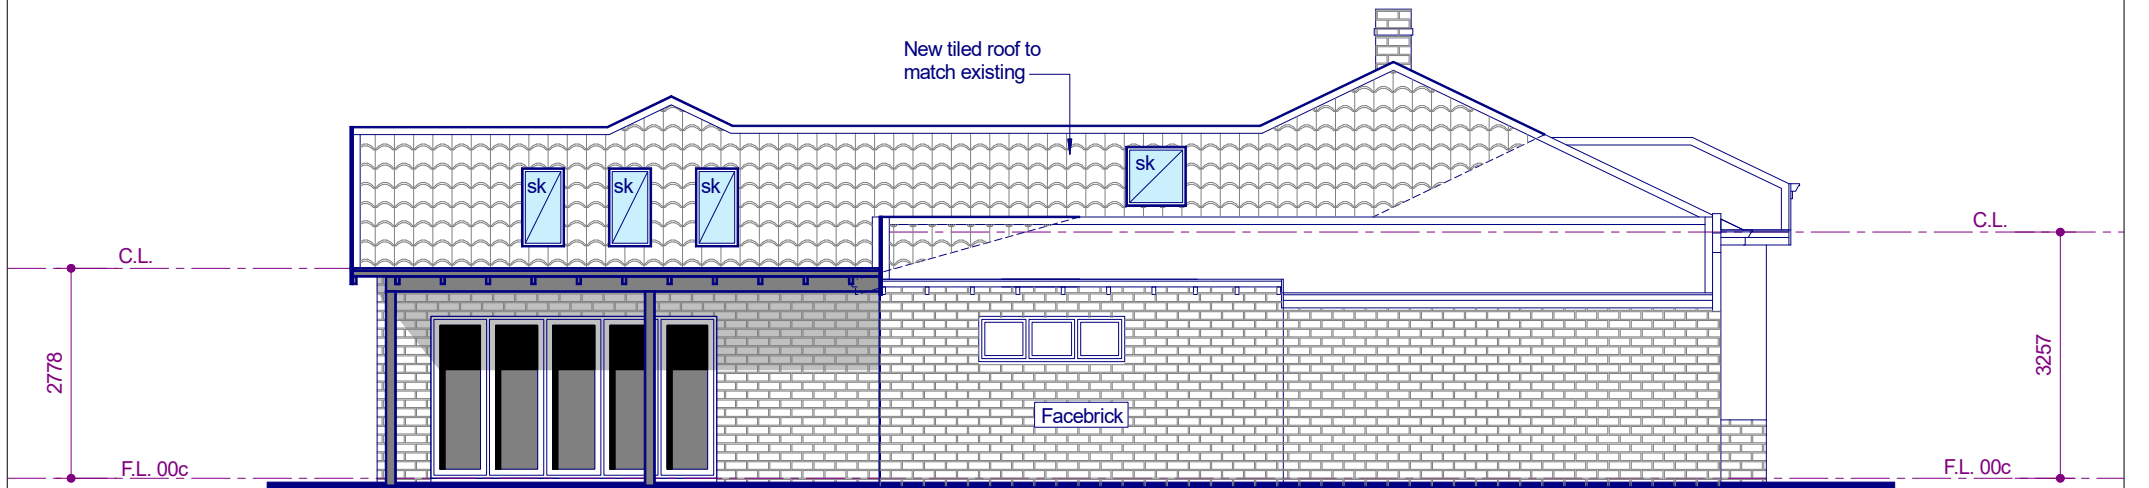 New tiled roof to
match existing
sk
sk
sk
sk
C.L.
C.L.
2778
3257
Facebrick
F.L. 00c
F.L. 00c